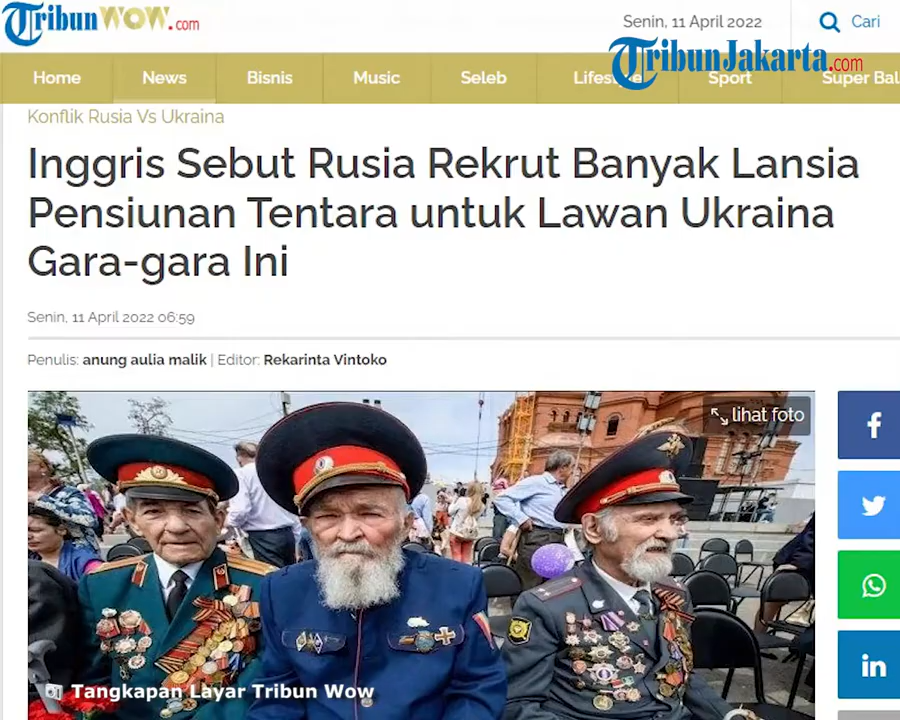 TribunWOW.com
Senin, 11 April 2022
Cari
TribunJakarta.com
Home News Bisnis Music Seleb Lifestyle Sport Super Bal
Konflik Rusia Vs Ukraina
Inggris Sebut Rusia Rekrut Banyak Lansia
Pensiunan Tentara untuk Lawan Ukraina
Gara-gara Ini
Senin, 11 April 2022 06:59
Penulis: anung aulia malik | Editor: Rekarinta Vintoko
lihat foto
Tangkapan Layar Tribun Wow
f
in